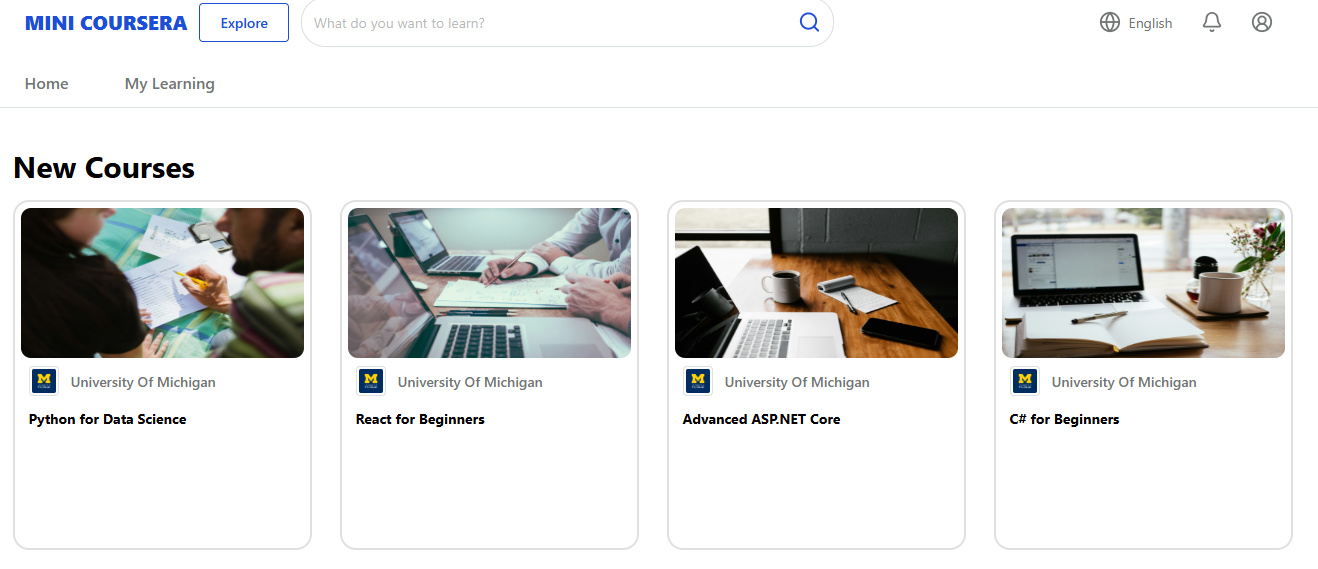 MINI COURSERA
Explore
What do you want to learn?
English
Home
My Learning
New Courses
M
University Of Michigan
Python for Data Science
M
University Of Michigan
React for Beginners
M
University Of Michigan
Advanced ASP.NET Core
M
University Of Michigan
C# for Beginners